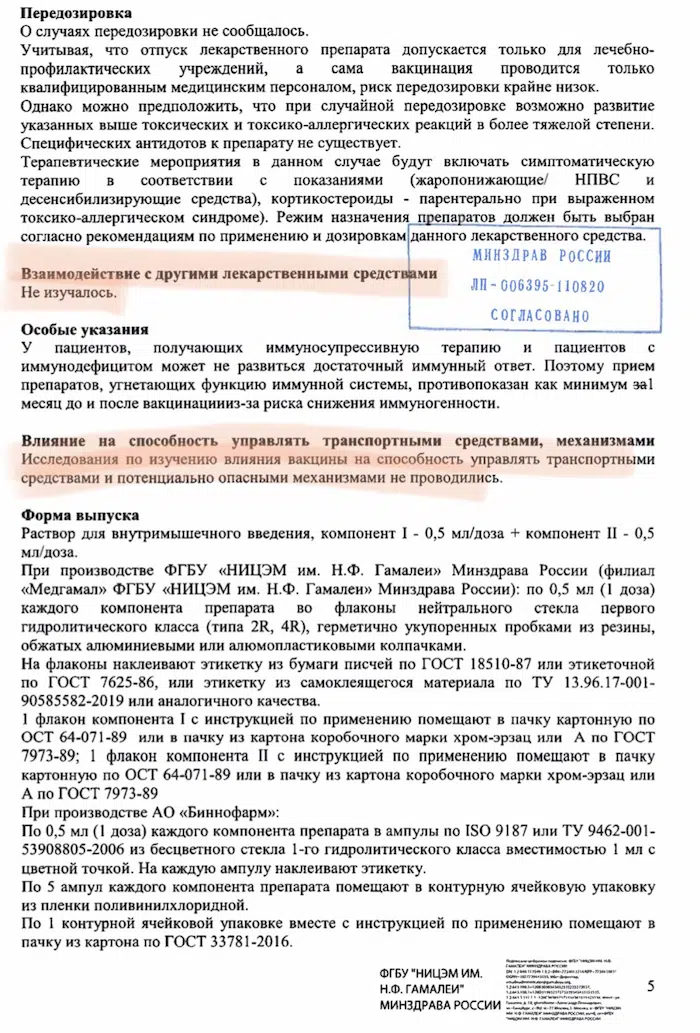 Передозировка
О случаях передозировки не сообщалось.
Учитывая, что отпуск лекарственного препарата допускается только для лечебно-
профилактических учреждений, а сама вакцинация проводится только
квалифицированным медицинским персоналом, риск передозировки крайне низок.
Однако можно предположить, что при случайной передозировке возможно развитие
указанных выше токсических и токсико-аллергических реакций в более тяжелой степени.
Специфических антидотов к препарату не существует.
Терапевтические мероприятия в данном случае будут включать симптоматическую
терапию в соответствии с показаниями (жаропонижающие/ НПВС и
десенсибилизирующие средства), кортикостероиды - парентерально при выраженном
токсико-аллергическом синдроме). Режим назначения препаратов должен быть выбран
согласно рекомендациям по применению и дозировкам данного лекарственного средства.
МИНЗДРАВ РОССИИ
ЛП-006395-110820
СОГЛАСОВАНО
Взаимодействие с другими лекарственными средствами
Не изучалось.
Особые указания
У пациентов, получающих иммуносупрессивную терапию и пациентов с
иммунодефицитом может не развиться достаточный иммунный ответ. Поэтому прием
препаратов, угнетающих функцию иммунной системы, противопоказан как минимум за1
месяц до и после вакцинациииз-за риска снижения иммуногенности.
Влияние на способность управлять транспортными средствами, механизмами
Исследования по изучению влияния вакцины на способность управлять транспортными
средствами и потенциально опасными механизмами не проводились.
Форма выпуска
Раствор для внутримышечного введения, компонент I - 0,5 мл/доза + компонент II - 0,5
мл/доза.
При производстве ФГБУ «НИЦЭМ им. Н.Ф. Гамалеи» Минздрава России (филиал
«Медгамал» ФГБУ «НИЦЭМ им. Н.Ф. Гамалеи» Минздрава России): по 0,5 мл (1 доза)
каждого компонента препарата во флаконы нейтрального стекла первого
гидролитического класса (типа 2R, 4R), герметично укупоренных пробками из резины,
обжатых алюминиевыми или алюмопластиковыми колпачками.
На флаконы наклеивают этикетку из бумаги писчей по ГОСТ 18510-87 или этикеточной
по ГОСТ 7625-86, или этикетку из самоклеящегося материала по ТУ 13.96.17-001-
90585582-2019 или аналогичного качества.
1 флакон компонента I с инструкцией по применению помещают в пачку картонную по
ОСТ 64-071-89 или в пачку из картона коробочного марки хром-эрзац или А по ГОСТ
7973-89; 1 флакон компонента II с инструкцией по применению помещают в пачку
картонную по ОСТ 64-071-89 или в пачку из картона коробочного марки хром-эрзац или
А по ГОСТ 7973-89
При производстве АО «Биннофарм»:
По 0,5 мл (1 доза) каждого компонента препарата в ампулы по ISO 9187 или ТУ 9462-001-
53908805-2006 из бесцветного стекла 1-го гидролитического класса вместимостью 1 мл с
цветной точкой. На каждую ампулу наклеивают этикетку.
По 5 ампул каждого компонента препарата помещают в контурную ячейковую упаковку
из пленки поливинилхлоридной.
По 1 контурной ячейковой упаковке вместе с инструкцией по применению помещают в
пачку из картона по ГОСТ 33781-2016.
ФГБУ "НИЦЭМ ИМ.
Н.Ф. ГАМАЛЕИ"
МИНЗДРАВА РОССИИ
5